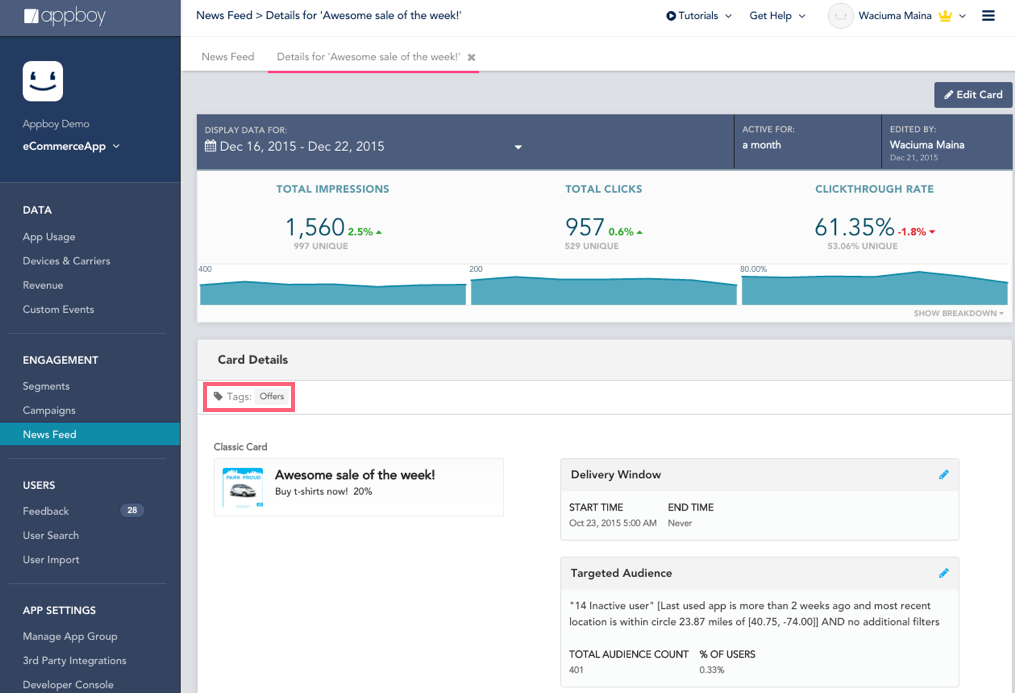 appboy
News Feed > Details for 'Awesome sale of the week!'
Tutorials
Get Help
Waciuma Maina
News Feed
Details for 'Awesome sale of the week!'
Appboy Demo
eCommerceApp
DATA
App Usage
Devices & Carriers
Revenue
Custom Events
ENGAGEMENT
Segments
Campaigns
News Feed
USERS
Feedback 28
User Search
User Import
APP SETTINGS
Manage App Group
3rd Party Integrations
Developer Console
Edit Card
DISPLAY DATA FOR:
Dec 16, 2015 - Dec 22, 2015
ACTIVE FOR:
a month
EDITED BY:
Waciuma Maina
Dec 21, 2015
TOTAL IMPRESSIONS
1,560 2.5%
997 UNIQUE
400
TOTAL CLICKS
957 0.6%
529 UNIQUE
200
CLICKTHROUGH RATE
61.35% -1.8%
53.06% UNIQUE
80.00%
SHOW BREAKDOWN
Card Details
Tags: Offers
Classic Card
PARK PROUD
Awesome sale of the week!
Buy t-shirts now! 20%
Delivery Window
START TIME END TIME
Oct 23, 2015 5:00 AM Never
Targeted Audience
"14 Inactive user" [Last used app is more than 2 weeks ago and most recent
location is within circle 23.87 miles of [40.75, -74.00]] AND no additional filters
TOTAL AUDIENCE COUNT % OF USERS
401 0.33%